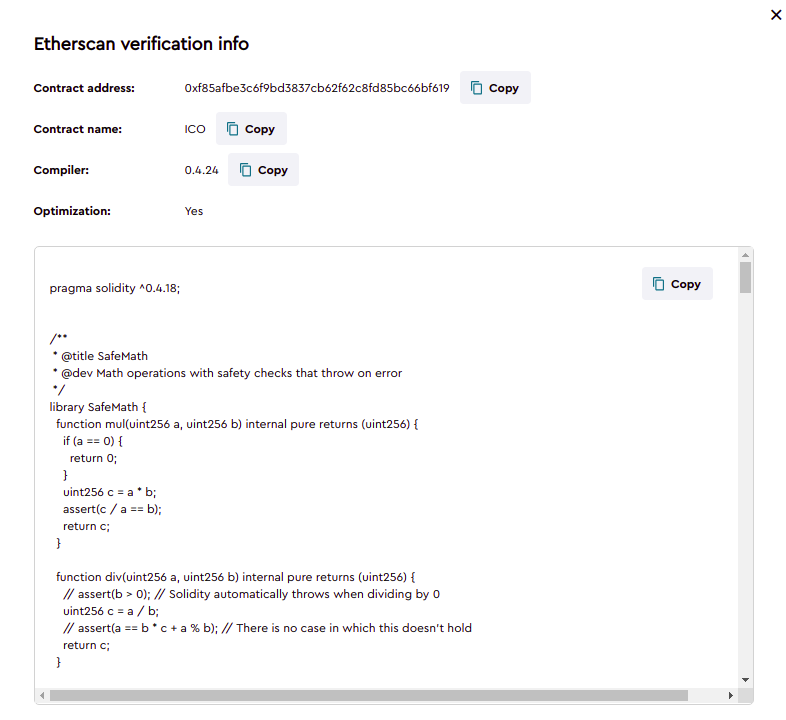 Etherscan verification info
Contract address: 0xf85afbe3c6f9bd3837cb62f62c8fd85bc66bf619 Copy
Contract name: ICO Copy
Compiler: 0.4.24 Copy
Optimization: Yes
Copy
pragma solidity ^0.4.18;
/**
* @title SafeMath
* @dev Math operations with safety checks that throw on error
*/
library SafeMath {
function mul(uint256 a, uint256 b) internal pure returns (uint256) {
if (a == 0) {
return 0;
}
uint256 c = a * b;
assert(c / a == b);
return c;
}
function div(uint256 a, uint256 b) internal pure returns (uint256) {
// assert(b > 0); // Solidity automatically throws when dividing by 0
uint256 c = a / b;
// assert(a == b * c + a % b); // There is no case in which this doesn't hold
return c;
}